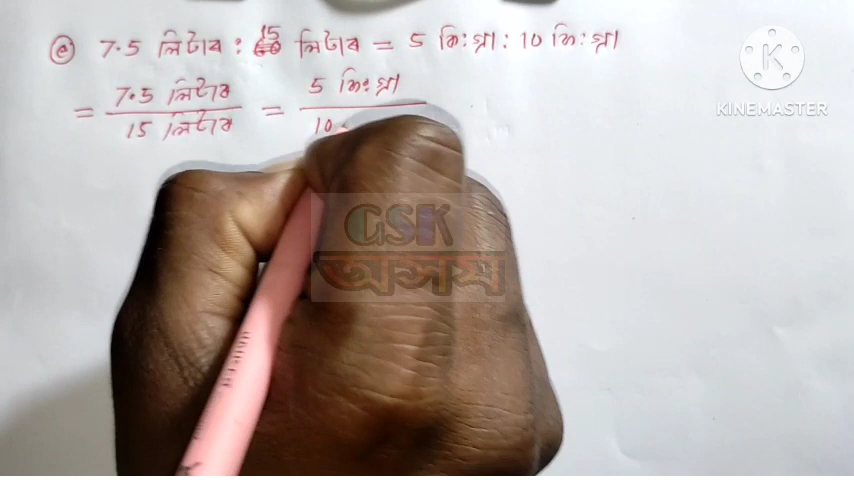 ⓔ 7.5 লিটাৰ : 15 লিটাৰ = 5 কি:গ্ৰা : 10 কি:গ্ৰা
= 7.5 লিটাৰ / 15 লিটাৰ = 5 কি:গ্ৰা / 10
KINEMASTER
GSK
অসম